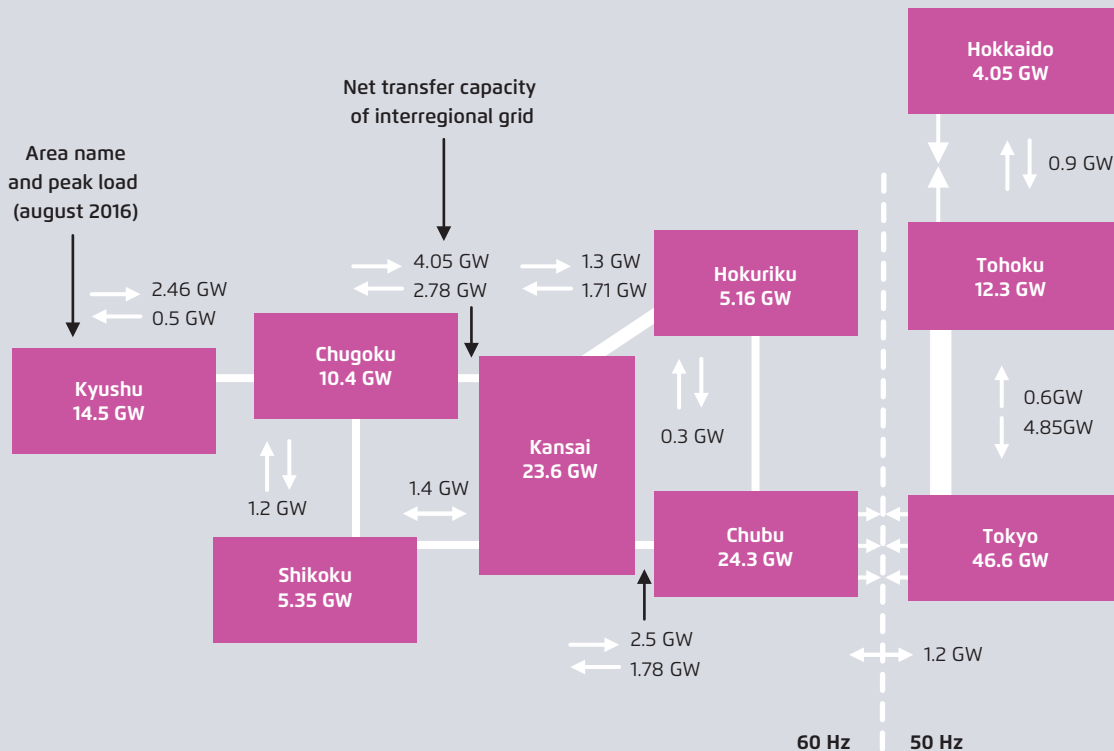 Hokkaido
4.05 GW
Net transfer capacity
of interregional grid
Area name
and peak load
(august 2016)
0.9 GW
2.46 GW
0.5 GW
4.05 GW
2.78 GW
1.3 GW
1.71 GW
Hokuriku
5.16 GW
Tohoku
12.3 GW
Kyushu
14.5 GW
Chugoku
10.4 GW
Kansai
23.6 GW
0.3 GW
0.6GW
4.85GW
1.2 GW
1.4 GW
Shikoku
5.35 GW
Chubu
24.3 GW
Tokyo
46.6 GW
2.5 GW
1.78 GW
1.2 GW
60 Hz
50 Hz